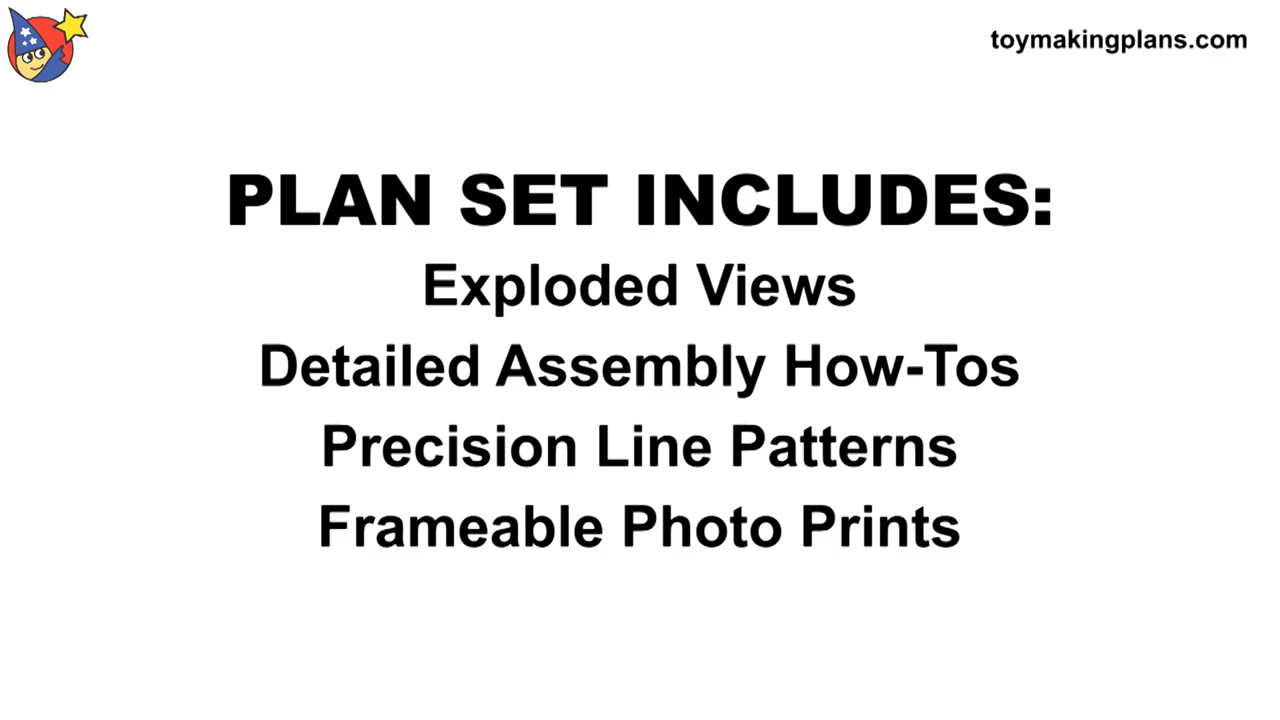 toymakingplans.com
PLAN SET INCLUDES:
Exploded Views
Detailed Assembly How-Tos
Precision Line Patterns
Frameable Photo Prints